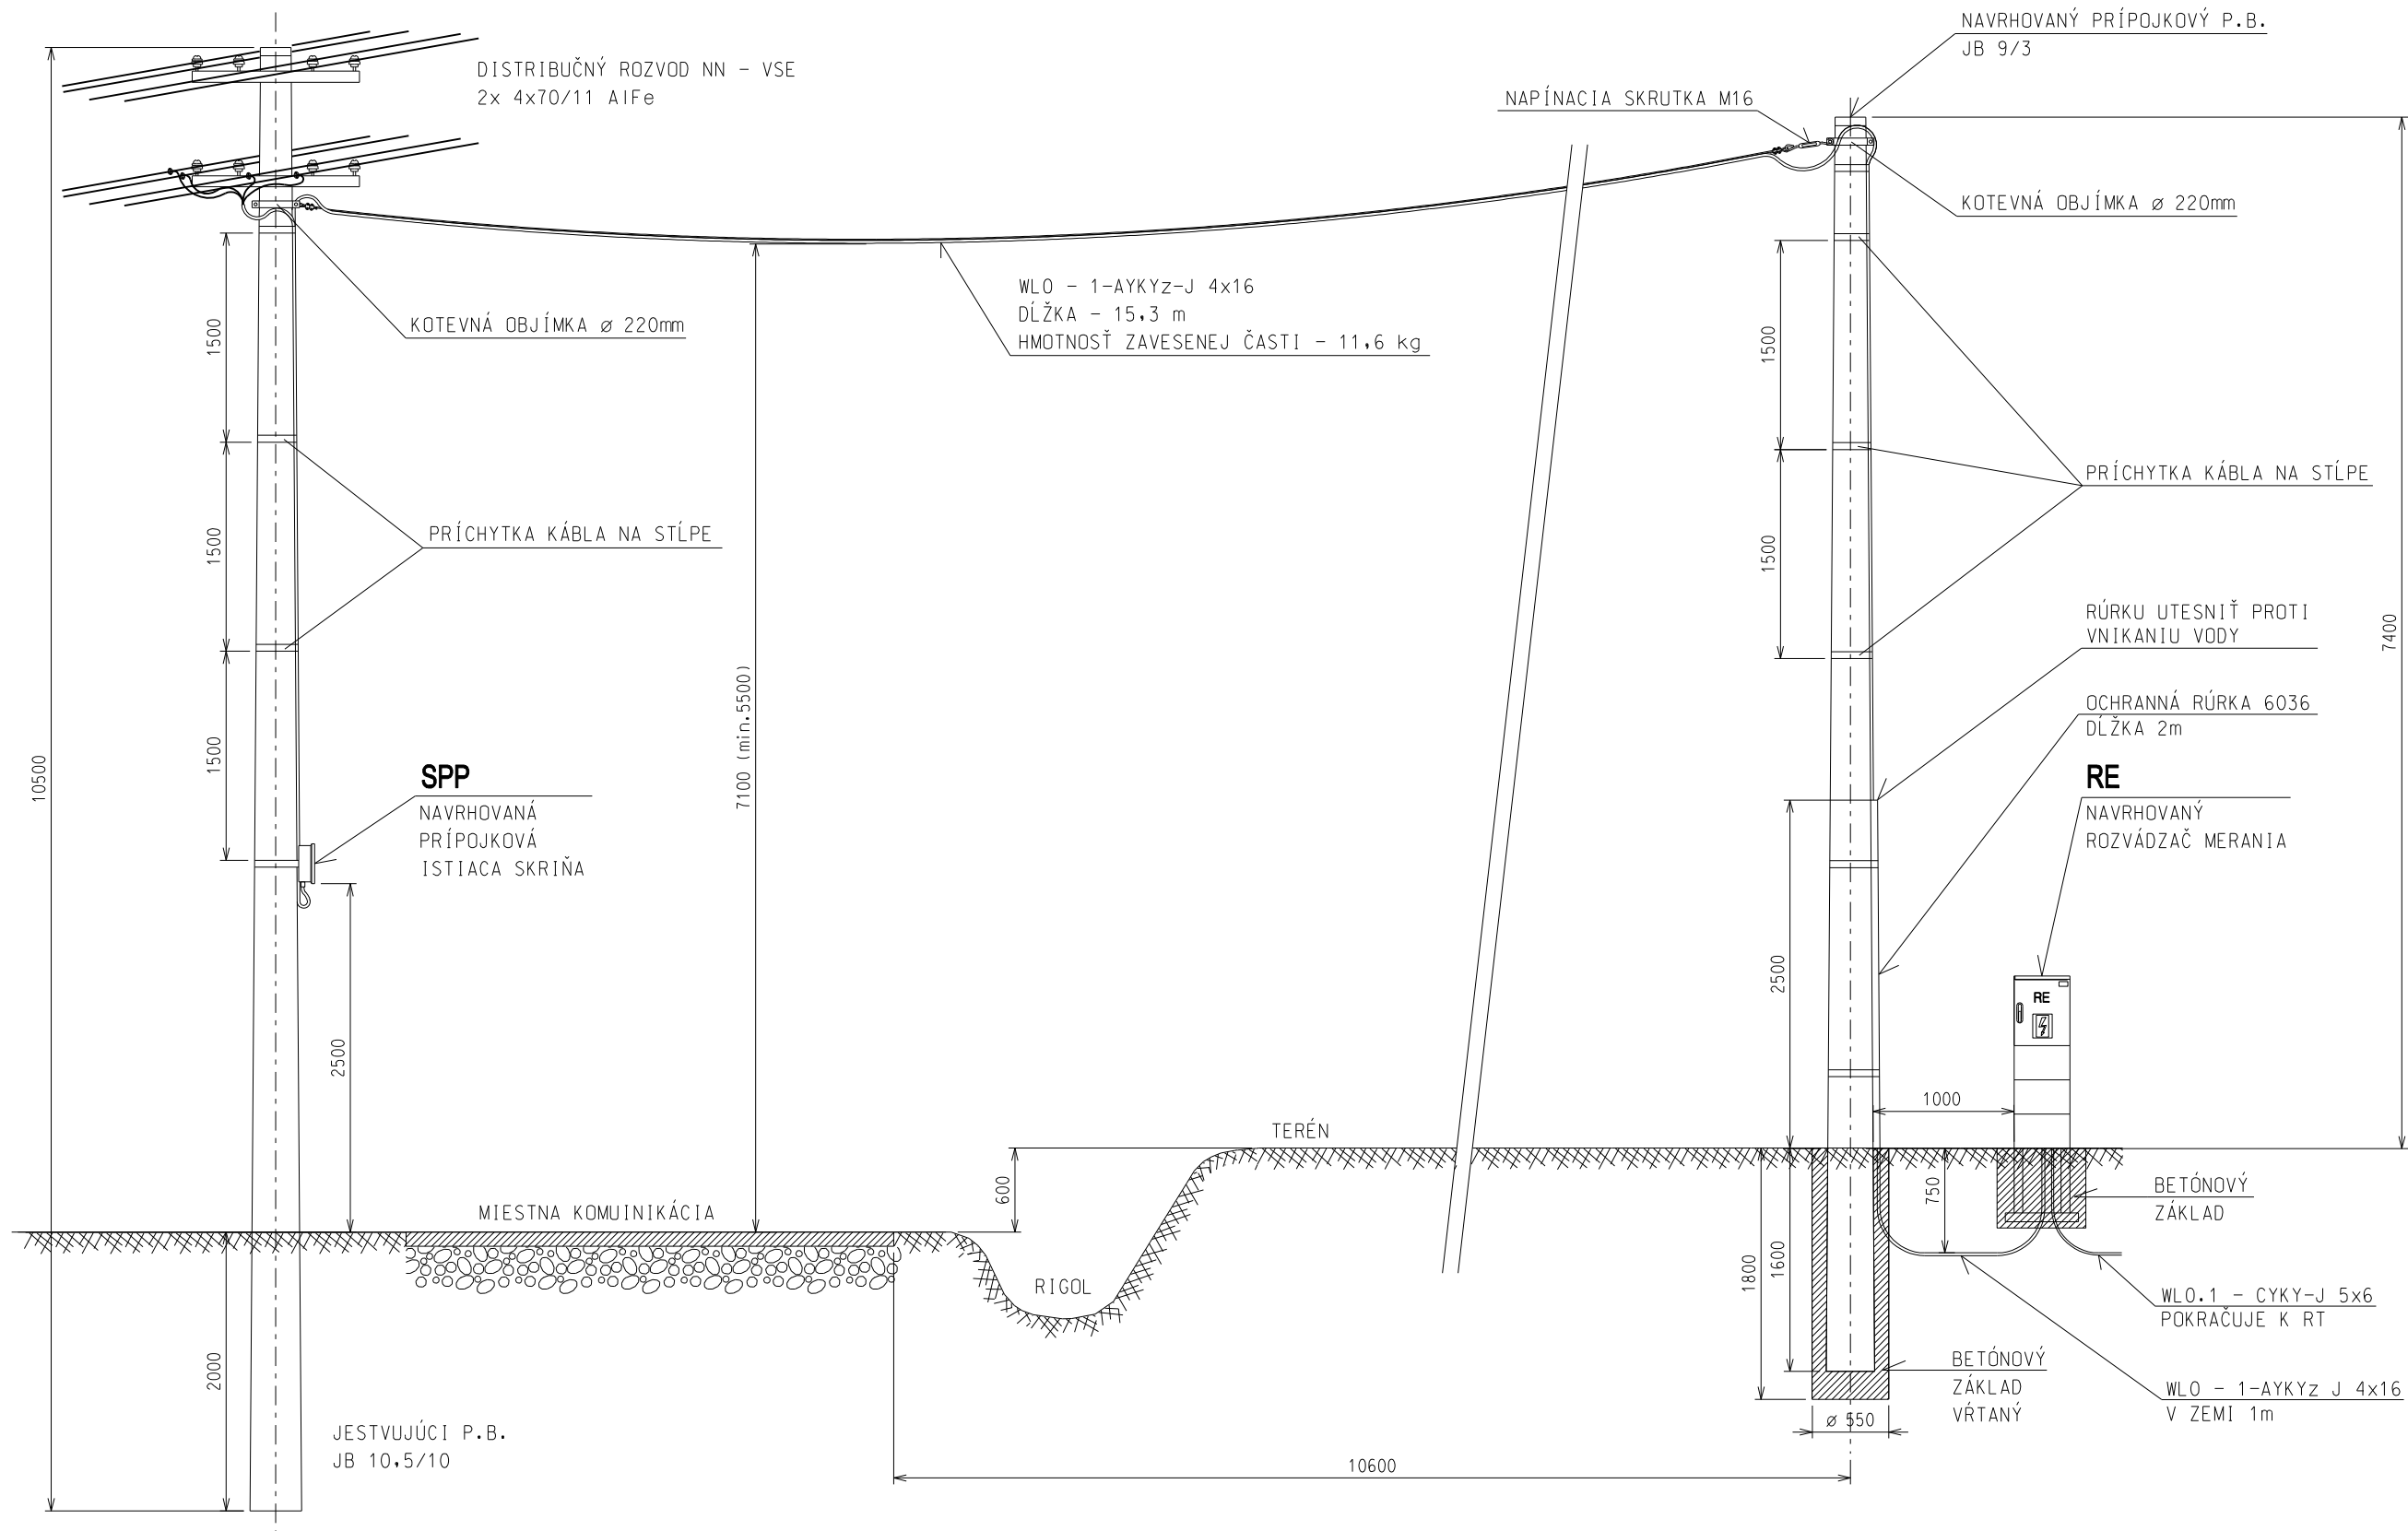 NAVRHOVANÝ PRÍPOJKOVÝ P.B.
JB 9/3
DISTRIBUČNÝ ROZVOD NN - VSE
2x 4x70/11 AlFe
NAPÍNACIA SKRUTKA M16
KOTEVNÁ OBJÍMKA ø 220mm
WLO - 1-AYKYz-J 4x16
DĹŽKA - 15,3 m
HMOTNOSŤ ZAVESENEJ ČASTI - 11,6 kg
KOTEVNÁ OBJÍMKA ø 220mm
1500
1500
PRÍCHYTKA KÁBLA NA STĹPE
PRÍCHYTKA KÁBLA NA STĹPE
1500
1500
RÚRKU UTESNIŤ PROTI
VNIKANIU VODY
7400
OCHRANNÁ RÚRKA 6036
DĹŽKA 2m
7100 (min.5500)
1500
10500
SPP
NAVRHOVANÁ
PRÍPOJKOVÁ
ISTIACA SKRIŇA
RE
NAVRHOVANÝ
ROZVÁDZAČ MERANIA
2500
RE
2500
1000
TERÉN
MIESTNA KOMUINIKÁCIA
600
750
BETÓNOVÝ
ZÁKLAD
RIGOL
1800
1600
WLO.1 - CYKY-J 5x6
POKRAČUJE K RT
2000
BETÓNOVÝ
ZÁKLAD
VŔTANÝ
WLO - 1-AYKYz J 4x16
V ZEMI 1m
ø 550
JESTVUJÚCI P.B.
JB 10,5/10
10600